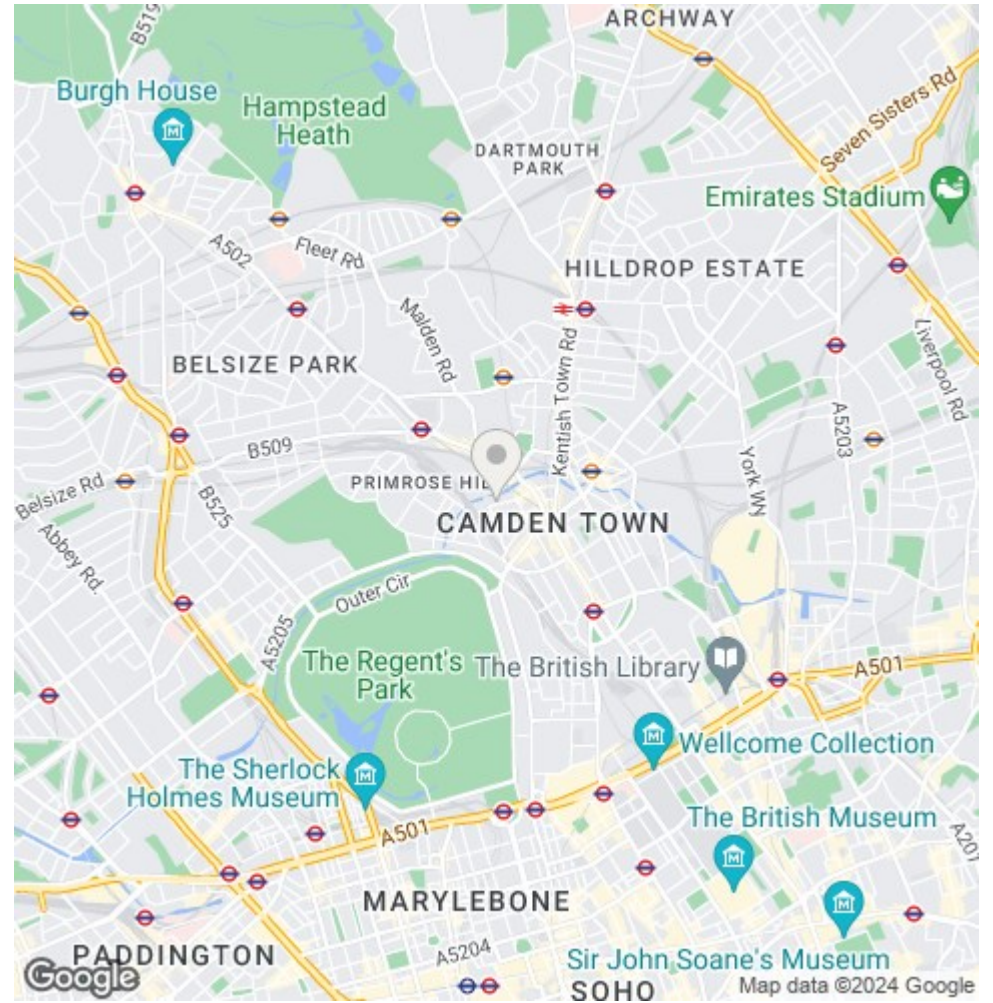 ARCHWAY
B519
Burgh House
Hampstead
Heath
Seven Sisters Rd
DARTMOUTH
PARK
Emirates Stadium
A502
Fleet Rd
HILLDROP ESTATE
Malden Rd
Kentish Town Rd
Liverpool Rd
BELSIZE PARK
A5203
B509
York WN
PRIMROSE HIL
Belsize Rd
B525
Abbey Rd.
CAMDEN TOWN
Outer Cir
A5205
The Regent's
Park
The British Library
A501
Wellcome Collection
The Sherlock
Holmes Museum
A501
The British Museum
A201
MARYLEBONE
PADDINGTON
A5204
Sir John Soane's Museum
SOHO
Google
Map data ©2024 Google